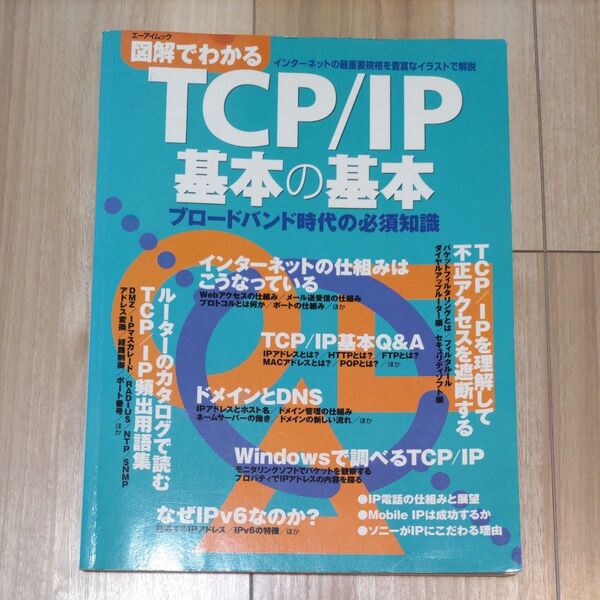 エーアイムック
図解でわかる
インターネットの最重要規格を豊富なイラストで解説
TCP/IP
基本の基本
ブロードバンド時代の必須知識
インターネットの仕組みは
こうなっている
Webアクセスの仕組み/メール送受信の仕組み
プロトコルとは何か/ポートの仕組み/ほか
TCP/IPを理解して
不正アクセスを遮断する
パケットフィルタリングとは/フィルタルール
ダイヤルアップルーター編/セキュリティソフト編
TCP/IP基本Q&A
IPアドレスとは?/HTTPとは?/FTPとは?
MACアドレスとは?/POPとは?/ほか
ルーターのカタログで読む
TCP/IP頻出用語集
DMZ/IPマスカレード/RADIUS/NTP/SNMP
アドレス変換/経路制御/ポート番号/ほか
ドメインとDNS
IPアドレスとホスト名/ドメイン管理の仕組み
ネームサーバーの働き/ドメインの新しい流れ/ほか
Windowsで調べるTCP/IP
モニタリングソフトでパケットを観察する
プロパティでIPアドレスの内容を探る
なぜIPv6なのか?
枯渇するIPアドレス/IPv6の特徴/ほか
●IP電話の仕組みと展望
●Mobile IPは成功するか
●ソニーがIPにこだわる理由